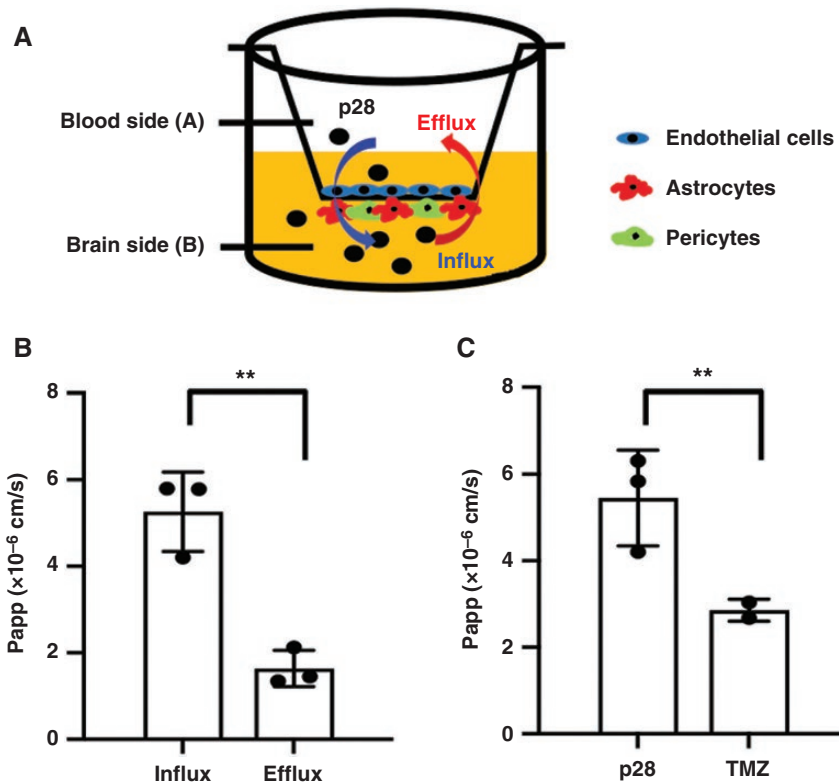 A
p28
Blood side (A)
Efflux
Endothelial cells
Astrocytes
Brain side (B)
Pericytes
Influx
B
**
8
6
4
2
0
Papp (×10⁻⁶ cm/s)
Influx Efflux
C
**
8
6
4
2
0
Papp (×10⁻⁶ cm/s)
p28 TMZ